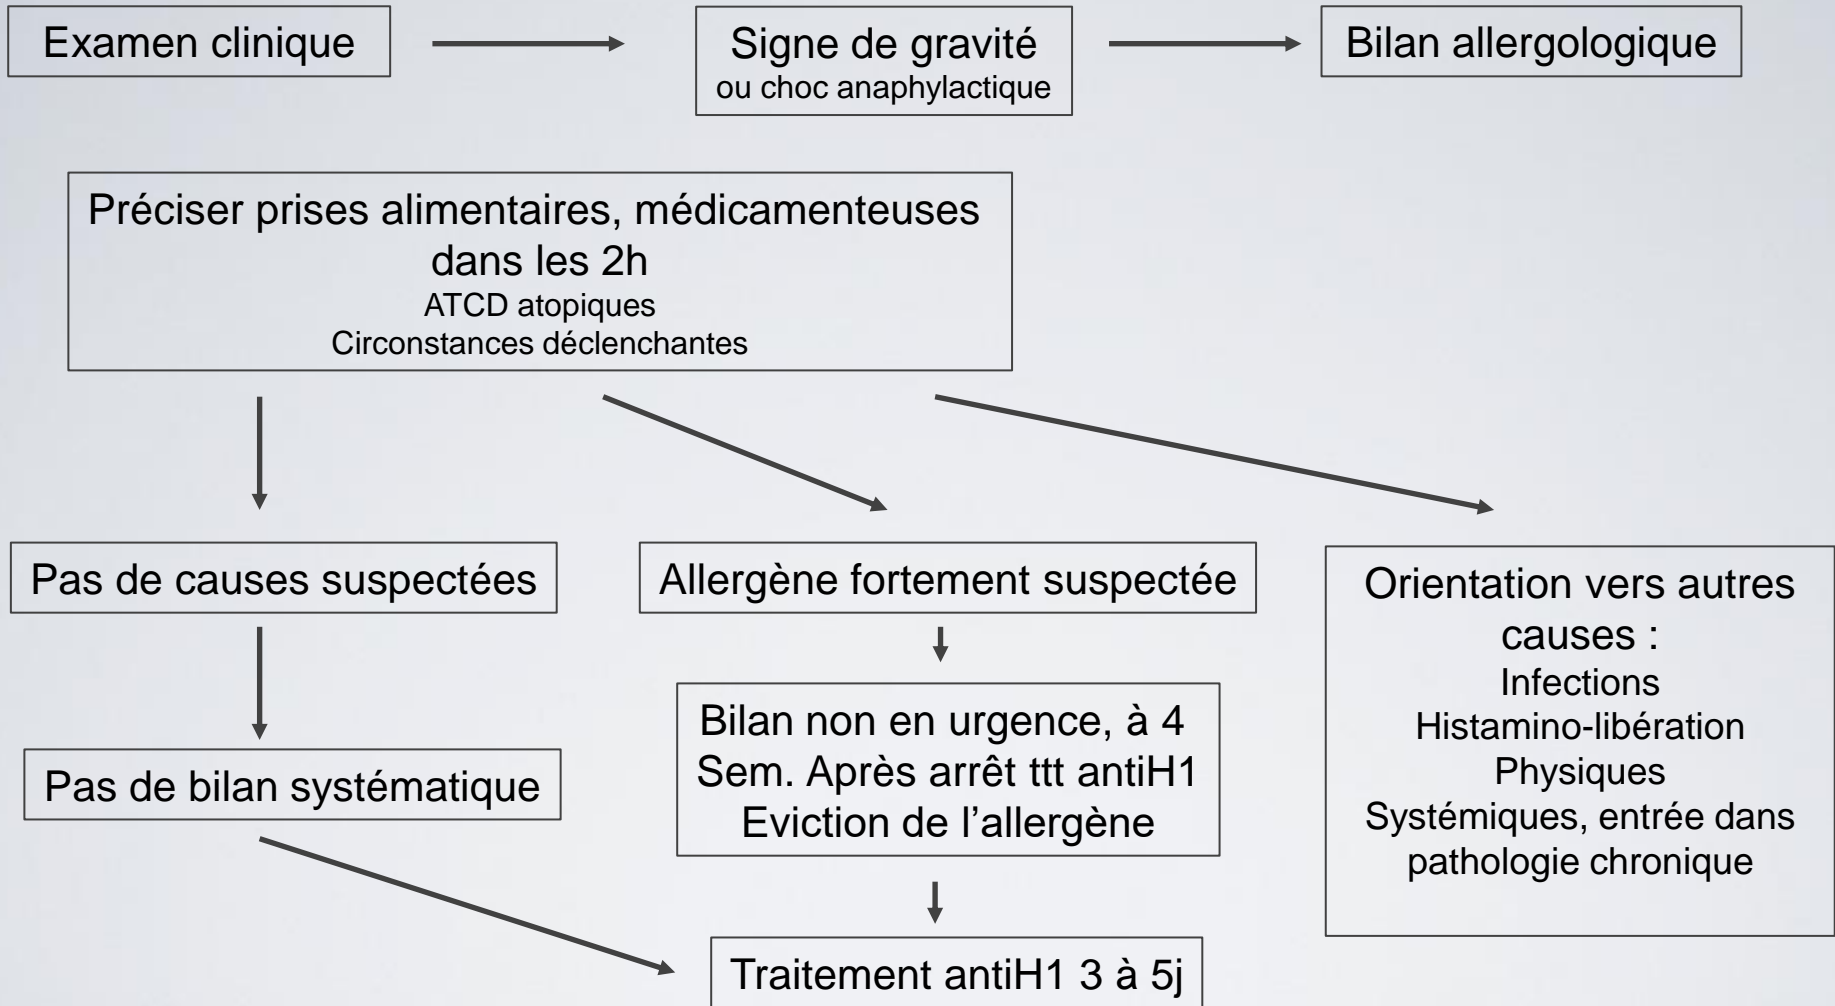 Examen clinique
Signe de gravité
ou choc anaphylactique
Bilan allergologique
Préciser prises alimentaires, médicamenteuses
dans les 2h
ATCD atopiques
Circonstances déclenchantes
Pas de causes suspectées
Allergène fortement suspectée
Orientation vers autres
causes :
Infections
Histamino-libération
Physiques
Systémiques, entrée dans
pathologie chronique
Bilan non en urgence, à 4
Sem. Après arrêt ttt antiH1
Eviction de l'allergène
Pas de bilan systématique
Traitement antiH1 3 à 5j